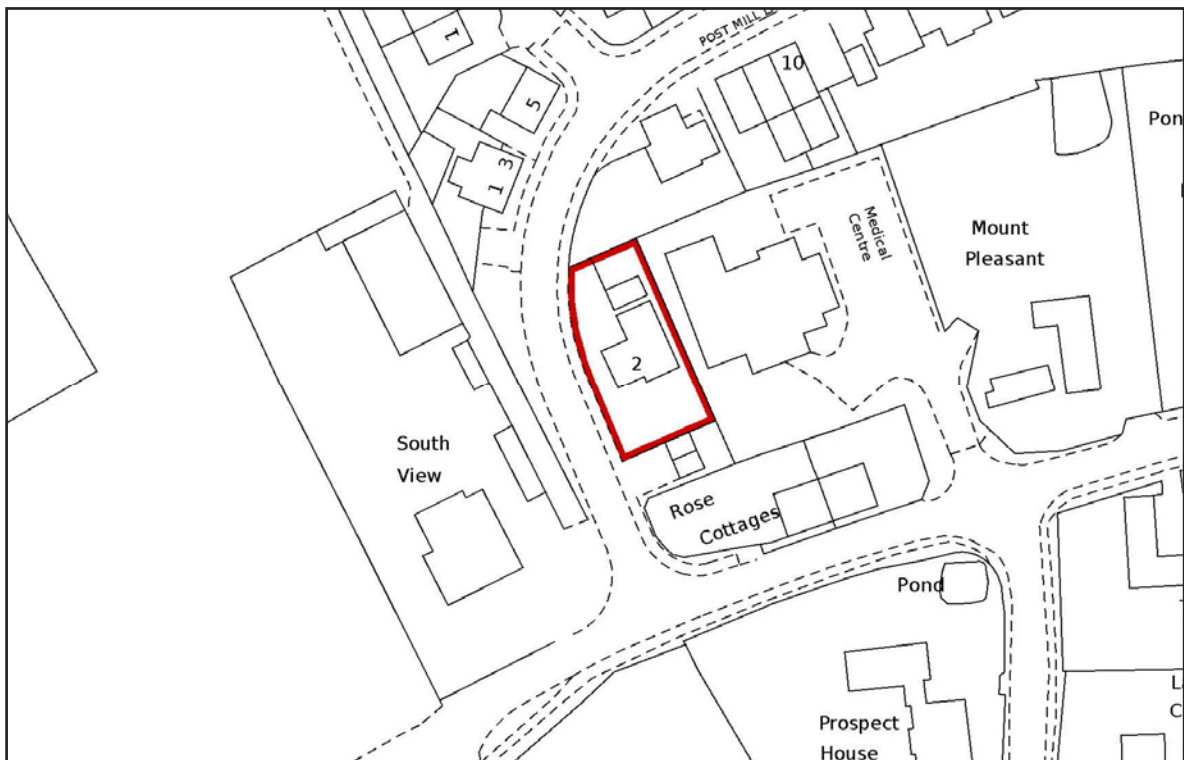 1
POST MILL
10
5
3
1
Medical
Centre
Mount
Pleasant
2
South
View
Rose
Cottages
Pond
Prospect
House